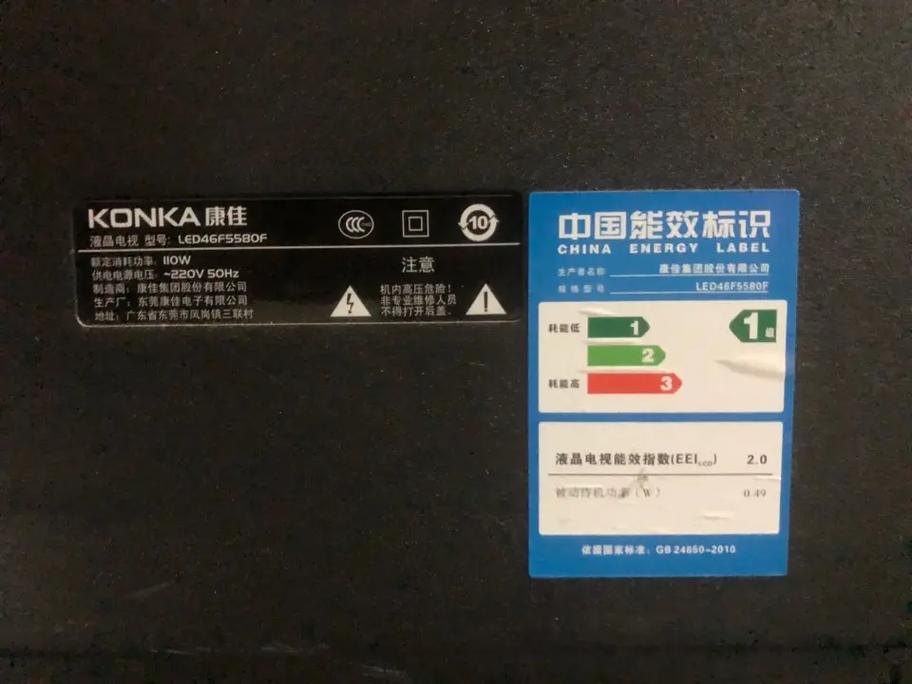 KONKA 康佳
液晶电视 型号: LED46F5580F
10
额定消耗功率: 110W
供电电源电压: ~220V 50Hz
制造商: 康佳集团股份有限公司
生产厂: 东莞康佳电子有限公司
地址: 广东省东莞市凤岗镇三联村
注意
机内高压危险!
非专业维修人员
不得打开后盖。
中国能效标识
CHINA ENERGY LABEL
生产者名称 康佳集团股份有限公司
规格型号 LED46F5580F
耗能低 1
2
耗能高 3
1级
液晶电视能效指数(EEILCD) 2.0
被动待机功率(W) 0.49
依据国家标准: GB 24850-2010